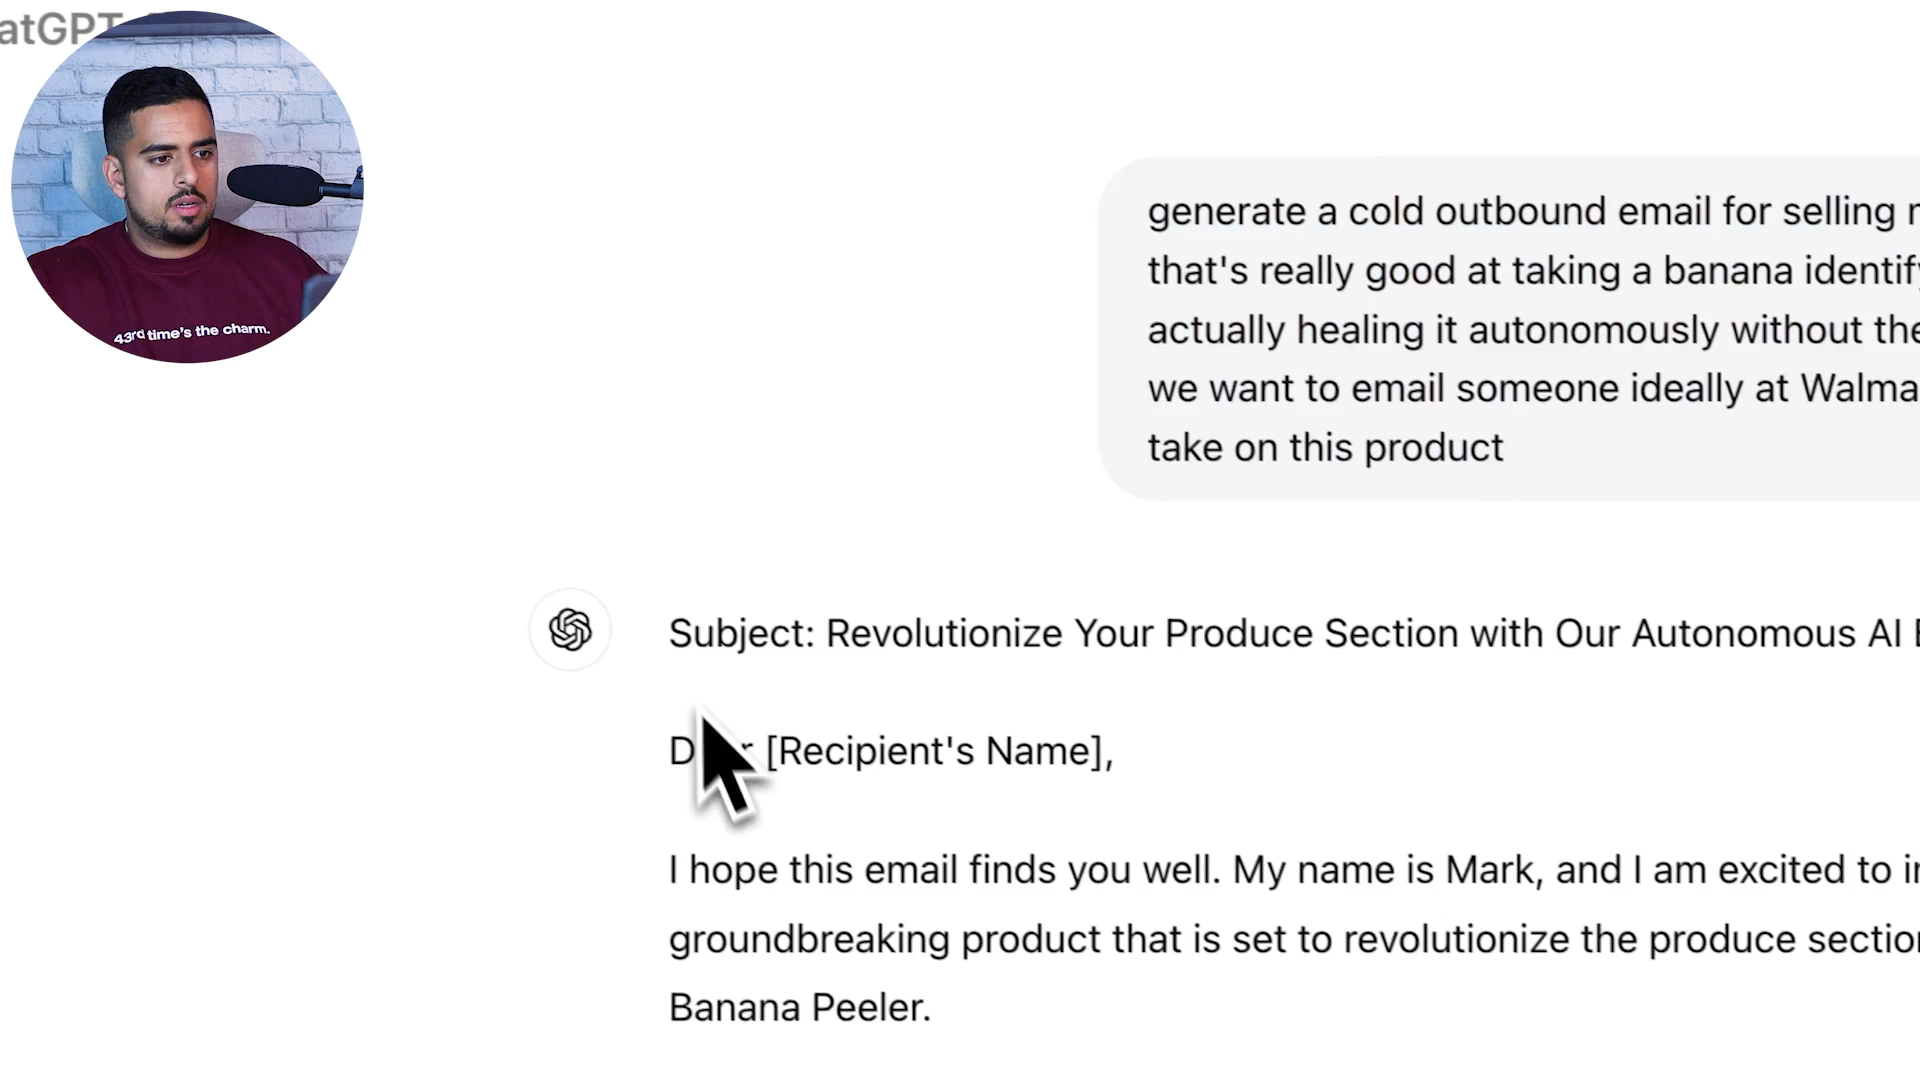 atGPT
43rd time's the charm.
generate a cold outbound email for selling
that's really good at taking a banana identify
actually healing it autonomously without the
we want to email someone ideally at Walma
take on this product
Subject: Revolutionize Your Produce Section with Our Autonomous AI
[Recipient's Name],
I hope this email finds you well. My name is Mark, and I am excited to in
groundbreaking product that is set to revolutionize the produce section
Banana Peeler.